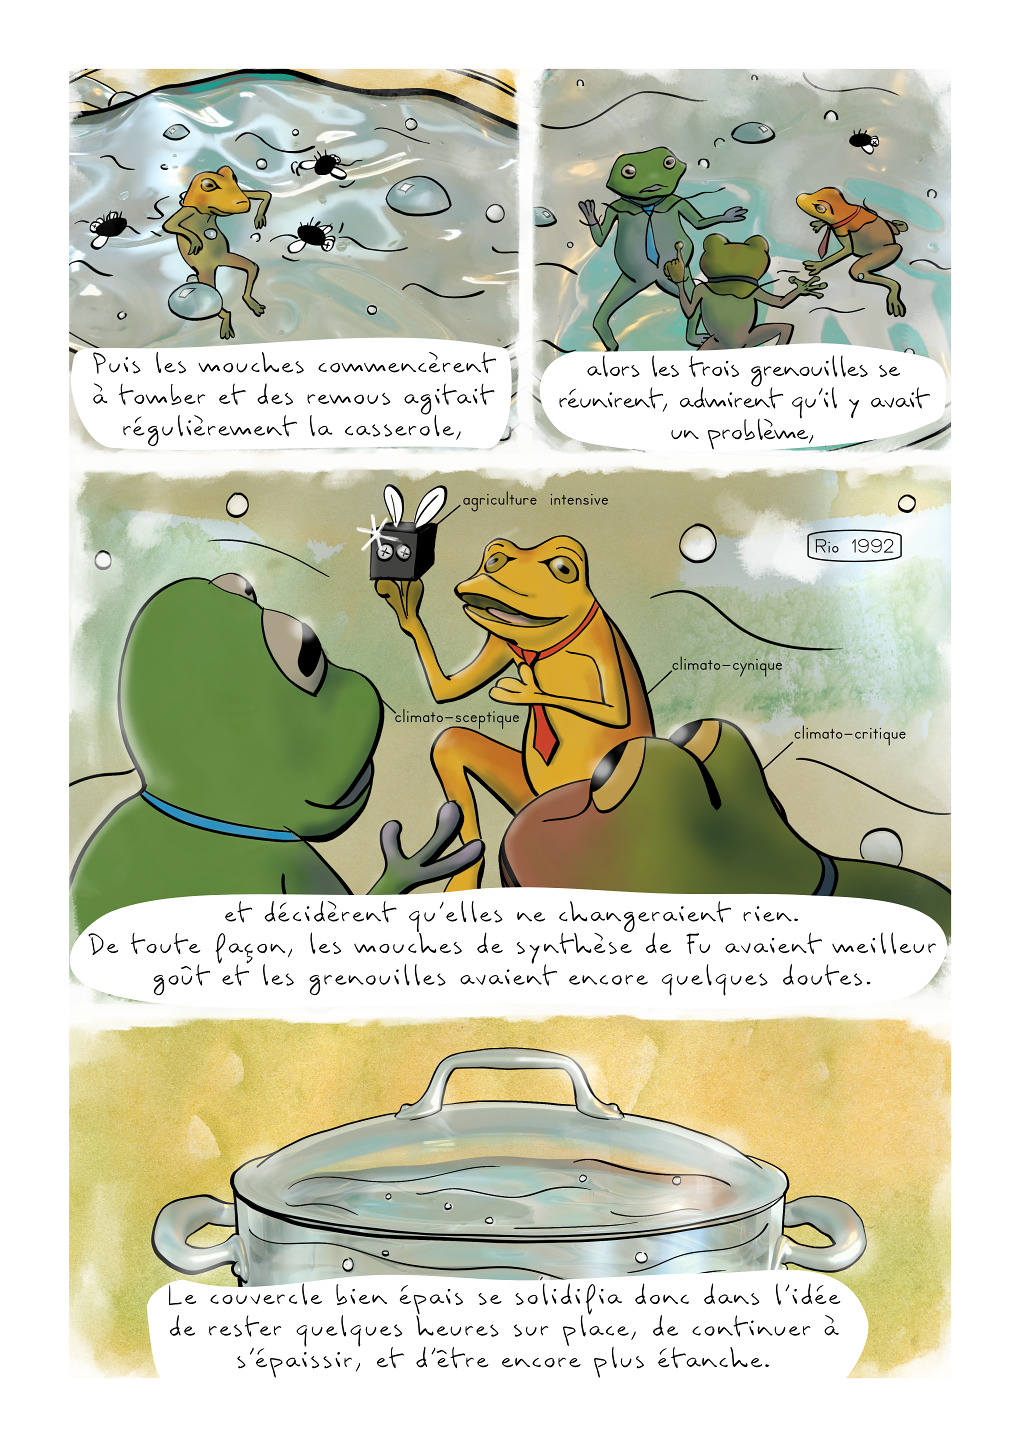 Puis les mouches commencèrent
à tomber et des remous agitait
régulièrement la casserole,
alors les trois grenouilles se
réunirent, admirent qu'il y avait
un problème,
agriculture intensive
Rio 1992
climato-cynique
climato-sceptique
climato-critique
et décidèrent qu'elles ne changeraient rien.
De toute façon, les mouches de synthèse de Fu avaient meilleur
goût et les grenouilles avaient encore quelques doutes.
Le couvercle bien épais se solidifia donc dans l'idée
de rester quelques heures sur place, de continuer à
s'épaissir, et d'être encore plus étanche.